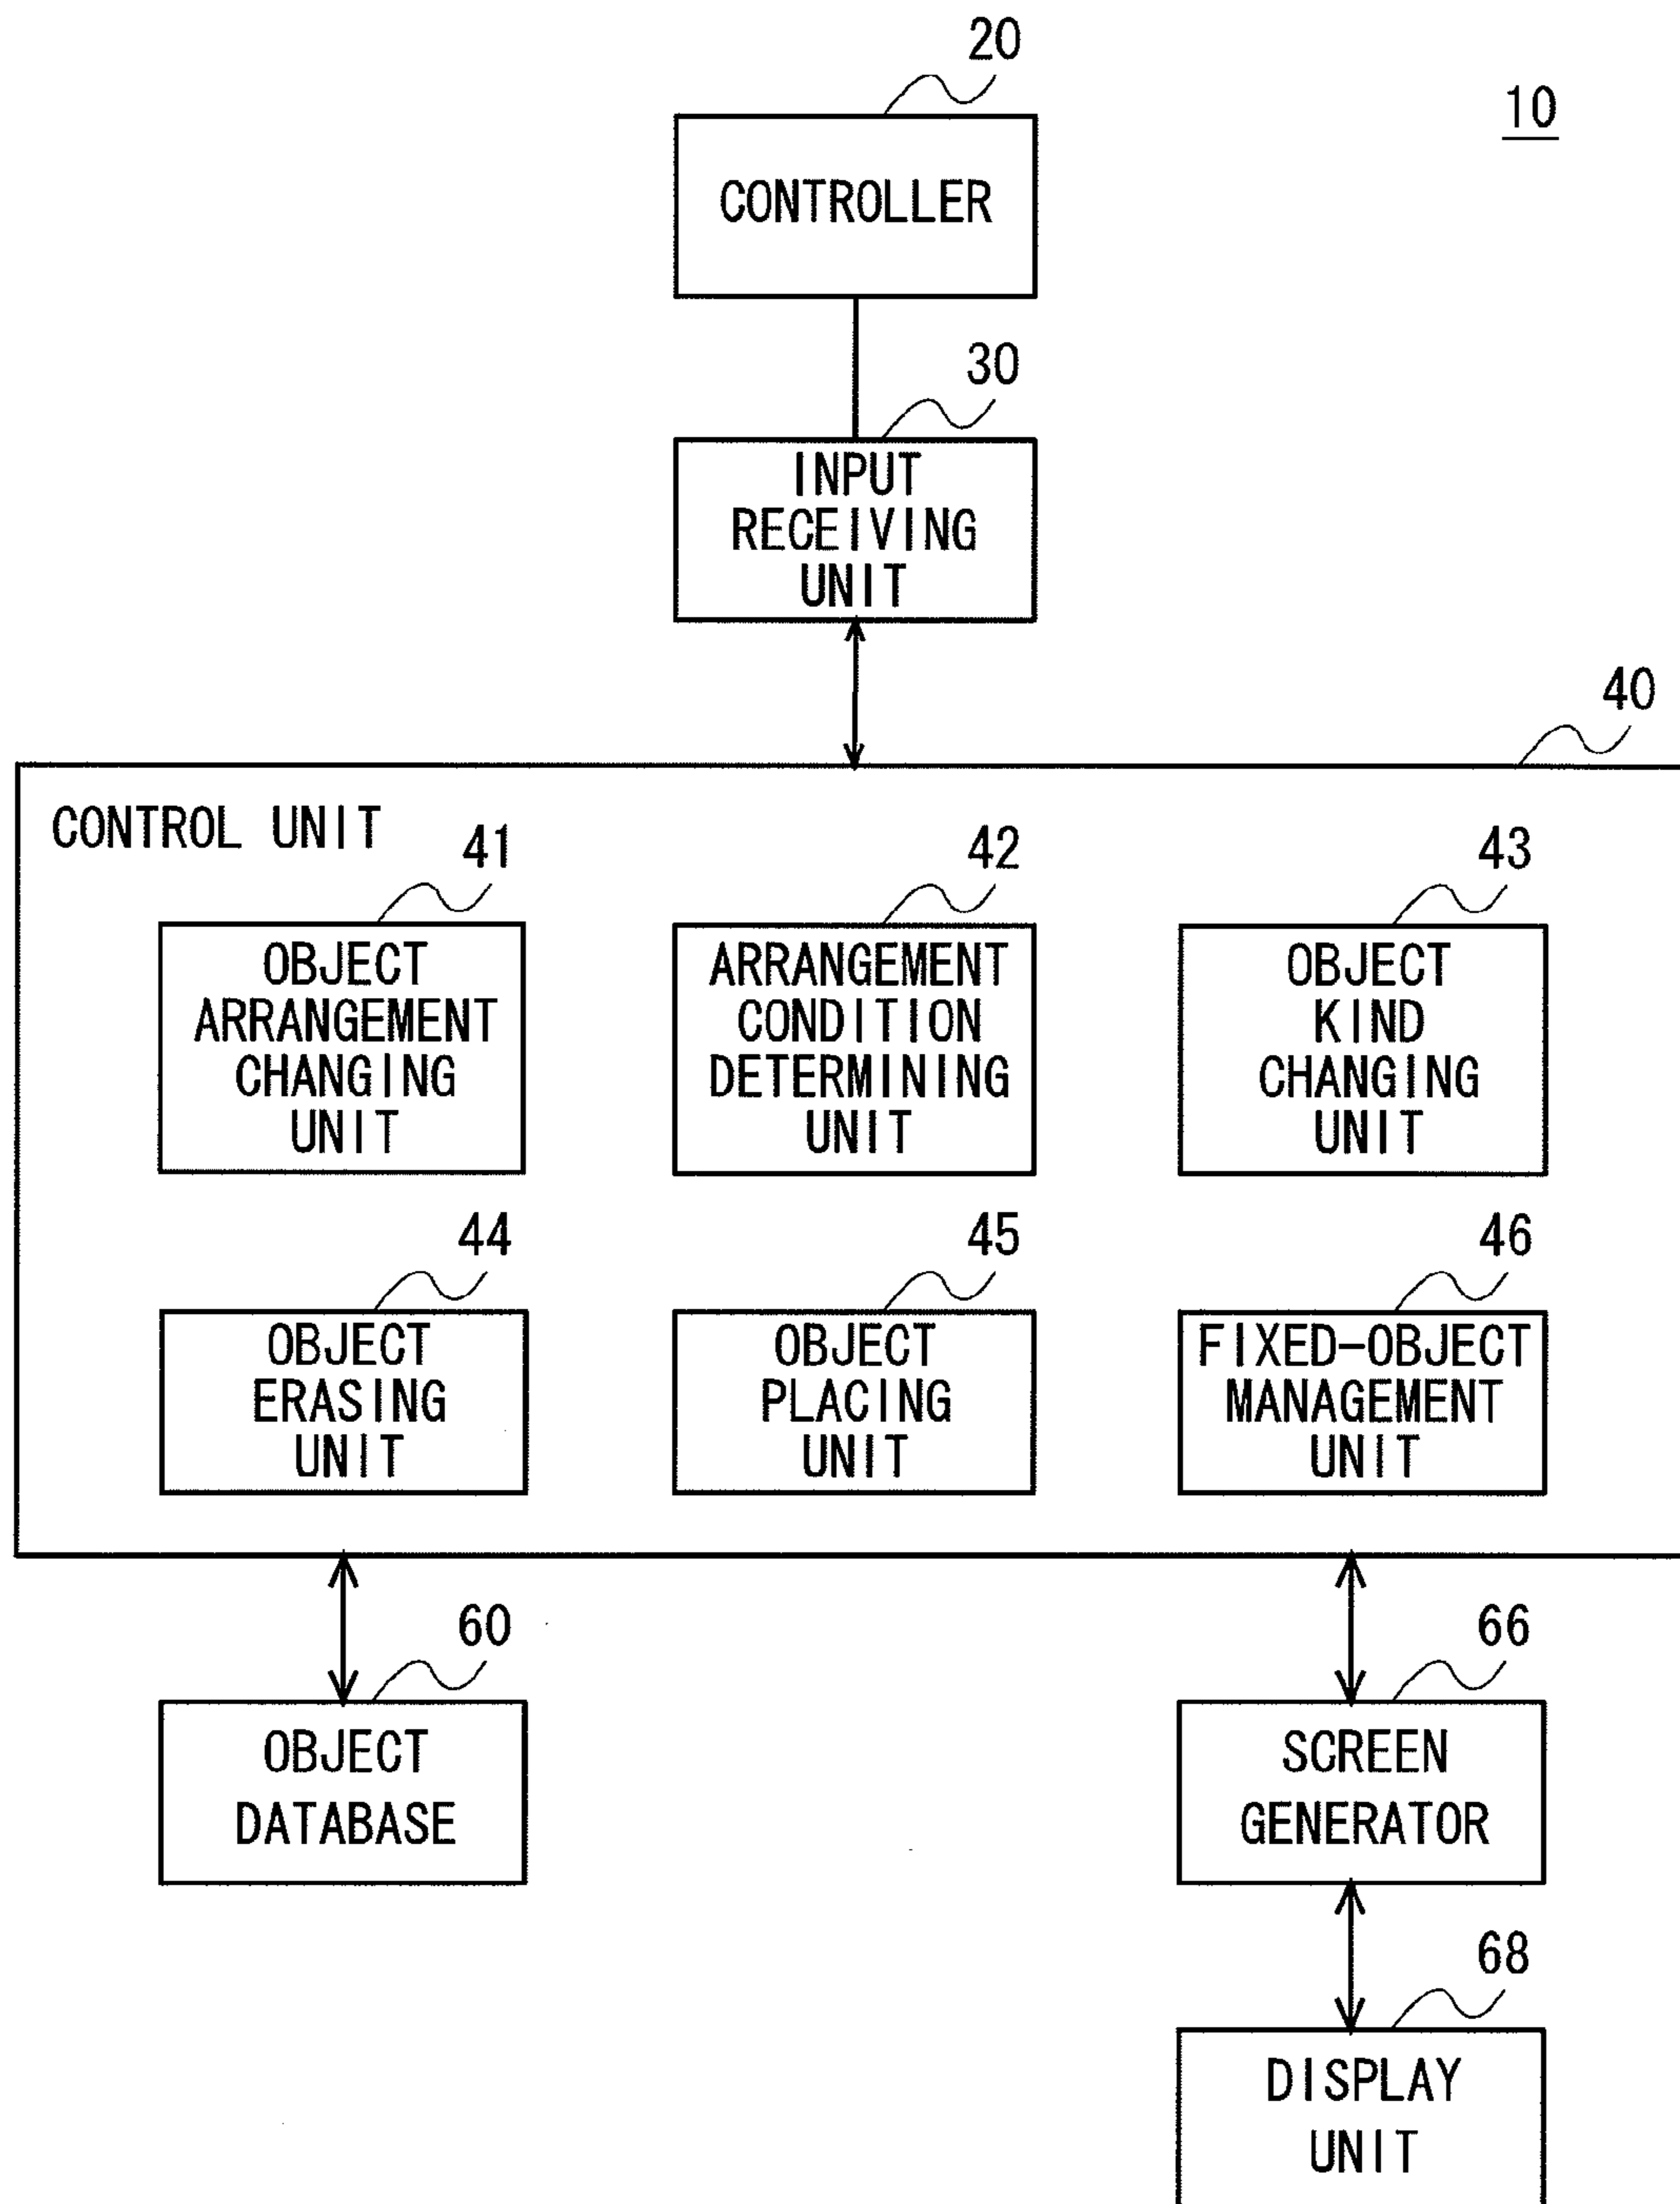 20
10
CONTROLLER
30
INPUT
RECEIVING
UNIT
40
CONTROL UNIT
41
42
43
OBJECT
ARRANGEMENT
CHANGING
UNIT
ARRANGEMENT
CONDITION
DETERMINING
UNIT
OBJECT
KIND
CHANGING
UNIT
44
45
46
OBJECT
ERASING
UNIT
OBJECT
PLACING
UNIT
FIXED-OBJECT
MANAGEMENT
UNIT
60
66
OBJECT
DATABASE
SCREEN
GENERATOR
68
DISPLAY
UNIT